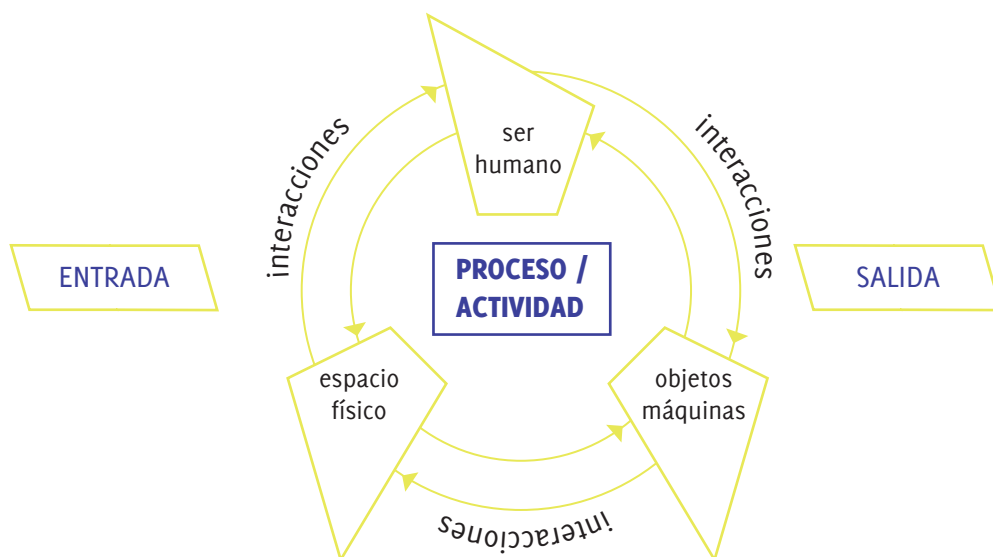 ser
humano
interacciones
interacciones
ENTRADA
PROCESO /
ACTIVIDAD
SALIDA
espacio
físico
objetos
máquinas
interacciones